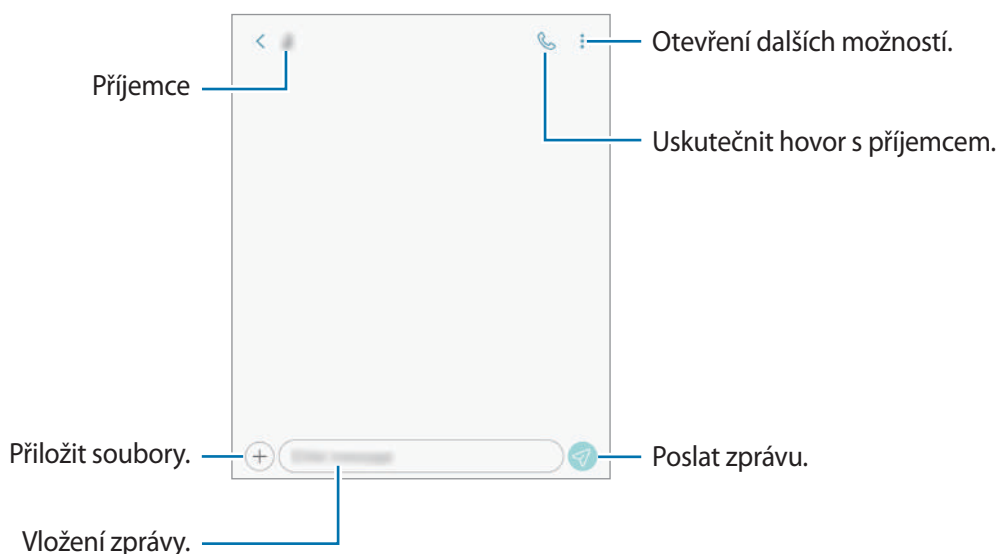 Otevření dalších možností.
Příjemce
Uskutečnit hovor s příjemcem.
Přiložit soubory.
Poslat zprávu.
Vložení zprávy.